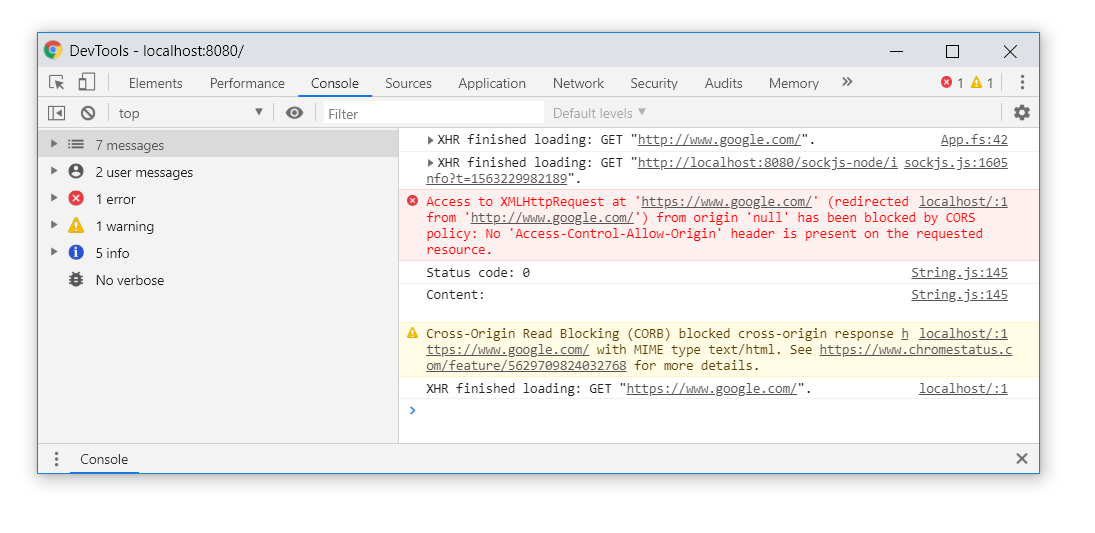 DevTools - localhost:8080/
Elements Performance Console Sources Application Network Security Audits Memory » 1 1
top Filter Default levels
7 messages
2 user messages
1 error
1 warning
5 info
No verbose
XHR finished loading: GET "http://www.google.com/". App.fs:42
XHR finished loading: GET "http://localhost:8080/sockjs-node/i sockjs.js:1605
nfo?t=1563229982189".
Access to XMLHttpRequest at 'https://www.google.com/' (redirected localhost/:1
from 'http://www.google.com/') from origin 'null' has been blocked by CORS
policy: No 'Access-Control-Allow-Origin' header is present on the requested
resource.
Status code: 0 String.js:145
Content: String.js:145
Cross-Origin Read Blocking (CORB) blocked cross-origin response h localhost/:1
ttps://www.google.com/ with MIME type text/html. See https://www.chromestatus.c
om/feature/5629709824032768 for more details.
XHR finished loading: GET "https://www.google.com/". localhost/:1
Console